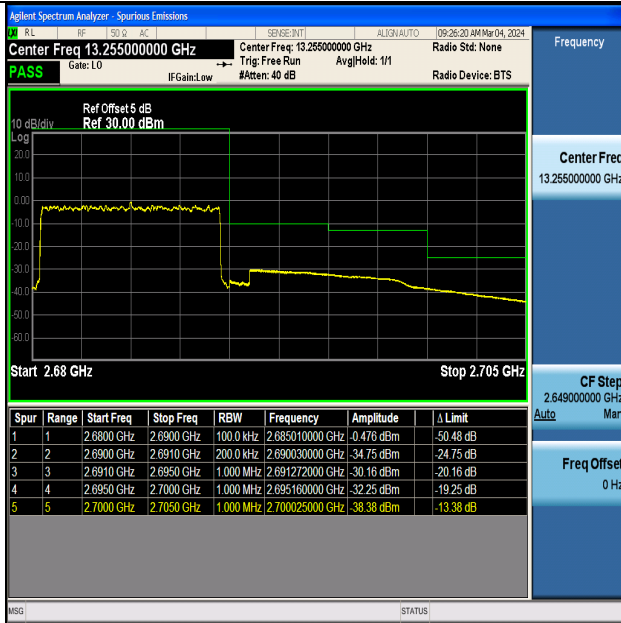 Agilent Spectrum Analyzer - Spurious Emissions
RL RF 50 Ω AC SENSE:INT ALIGN AUTO 09:26:20 AM Mar 04, 2024
Center Freq 13.255000000 GHz Center Freq: 13.255000000 GHz Radio Std: None
PASS Gate: LO Trig: Free Run Avg|Hold: 1/1
IFGain:Low #Atten: 40 dB Radio Device: BTS
Ref Offset 5 dB
10 dB/div Ref 30.00 dBm
Log
20.0
10.0
0.00
-10.0
-20.0
-30.0
-40.0
-50.0
-60.0
Start 2.68 GHz Stop 2.705 GHz
Spur Range Start Freq Stop Freq RBW Frequency Amplitude Δ Limit
1 1 2.6800 GHz 2.6900 GHz 100.0 kHz 2.685010000 GHz -0.476 dBm -50.48 dB
2 2 2.6900 GHz 2.6910 GHz 200.0 kHz 2.690030000 GHz -34.75 dBm -24.75 dB
3 3 2.6910 GHz 2.6950 GHz 1.000 MHz 2.691272000 GHz -30.16 dBm -20.16 dB
4 4 2.6950 GHz 2.7000 GHz 1.000 MHz 2.695160000 GHz -32.25 dBm -19.25 dB
5 5 2.7000 GHz 2.7050 GHz 1.000 MHz 2.700025000 GHz -38.38 dBm -13.38 dB
MSG STATUS
Frequency
Center Freq
13.255000000 GHz
CF Step
2.649000000 GHz
Auto Man
Freq Offset
0 Hz